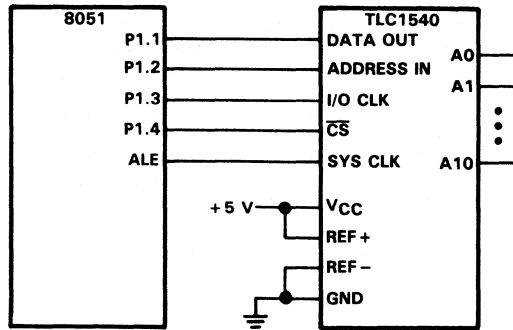 8051
P1.1
P1.2
P1.3
P1.4
ALE
+5 V
TLC1540
DATA OUT
ADDRESS IN
I/O CLK
C̅S̅
SYS CLK
VCC
REF+
REF−
GND
A0
A1
A10